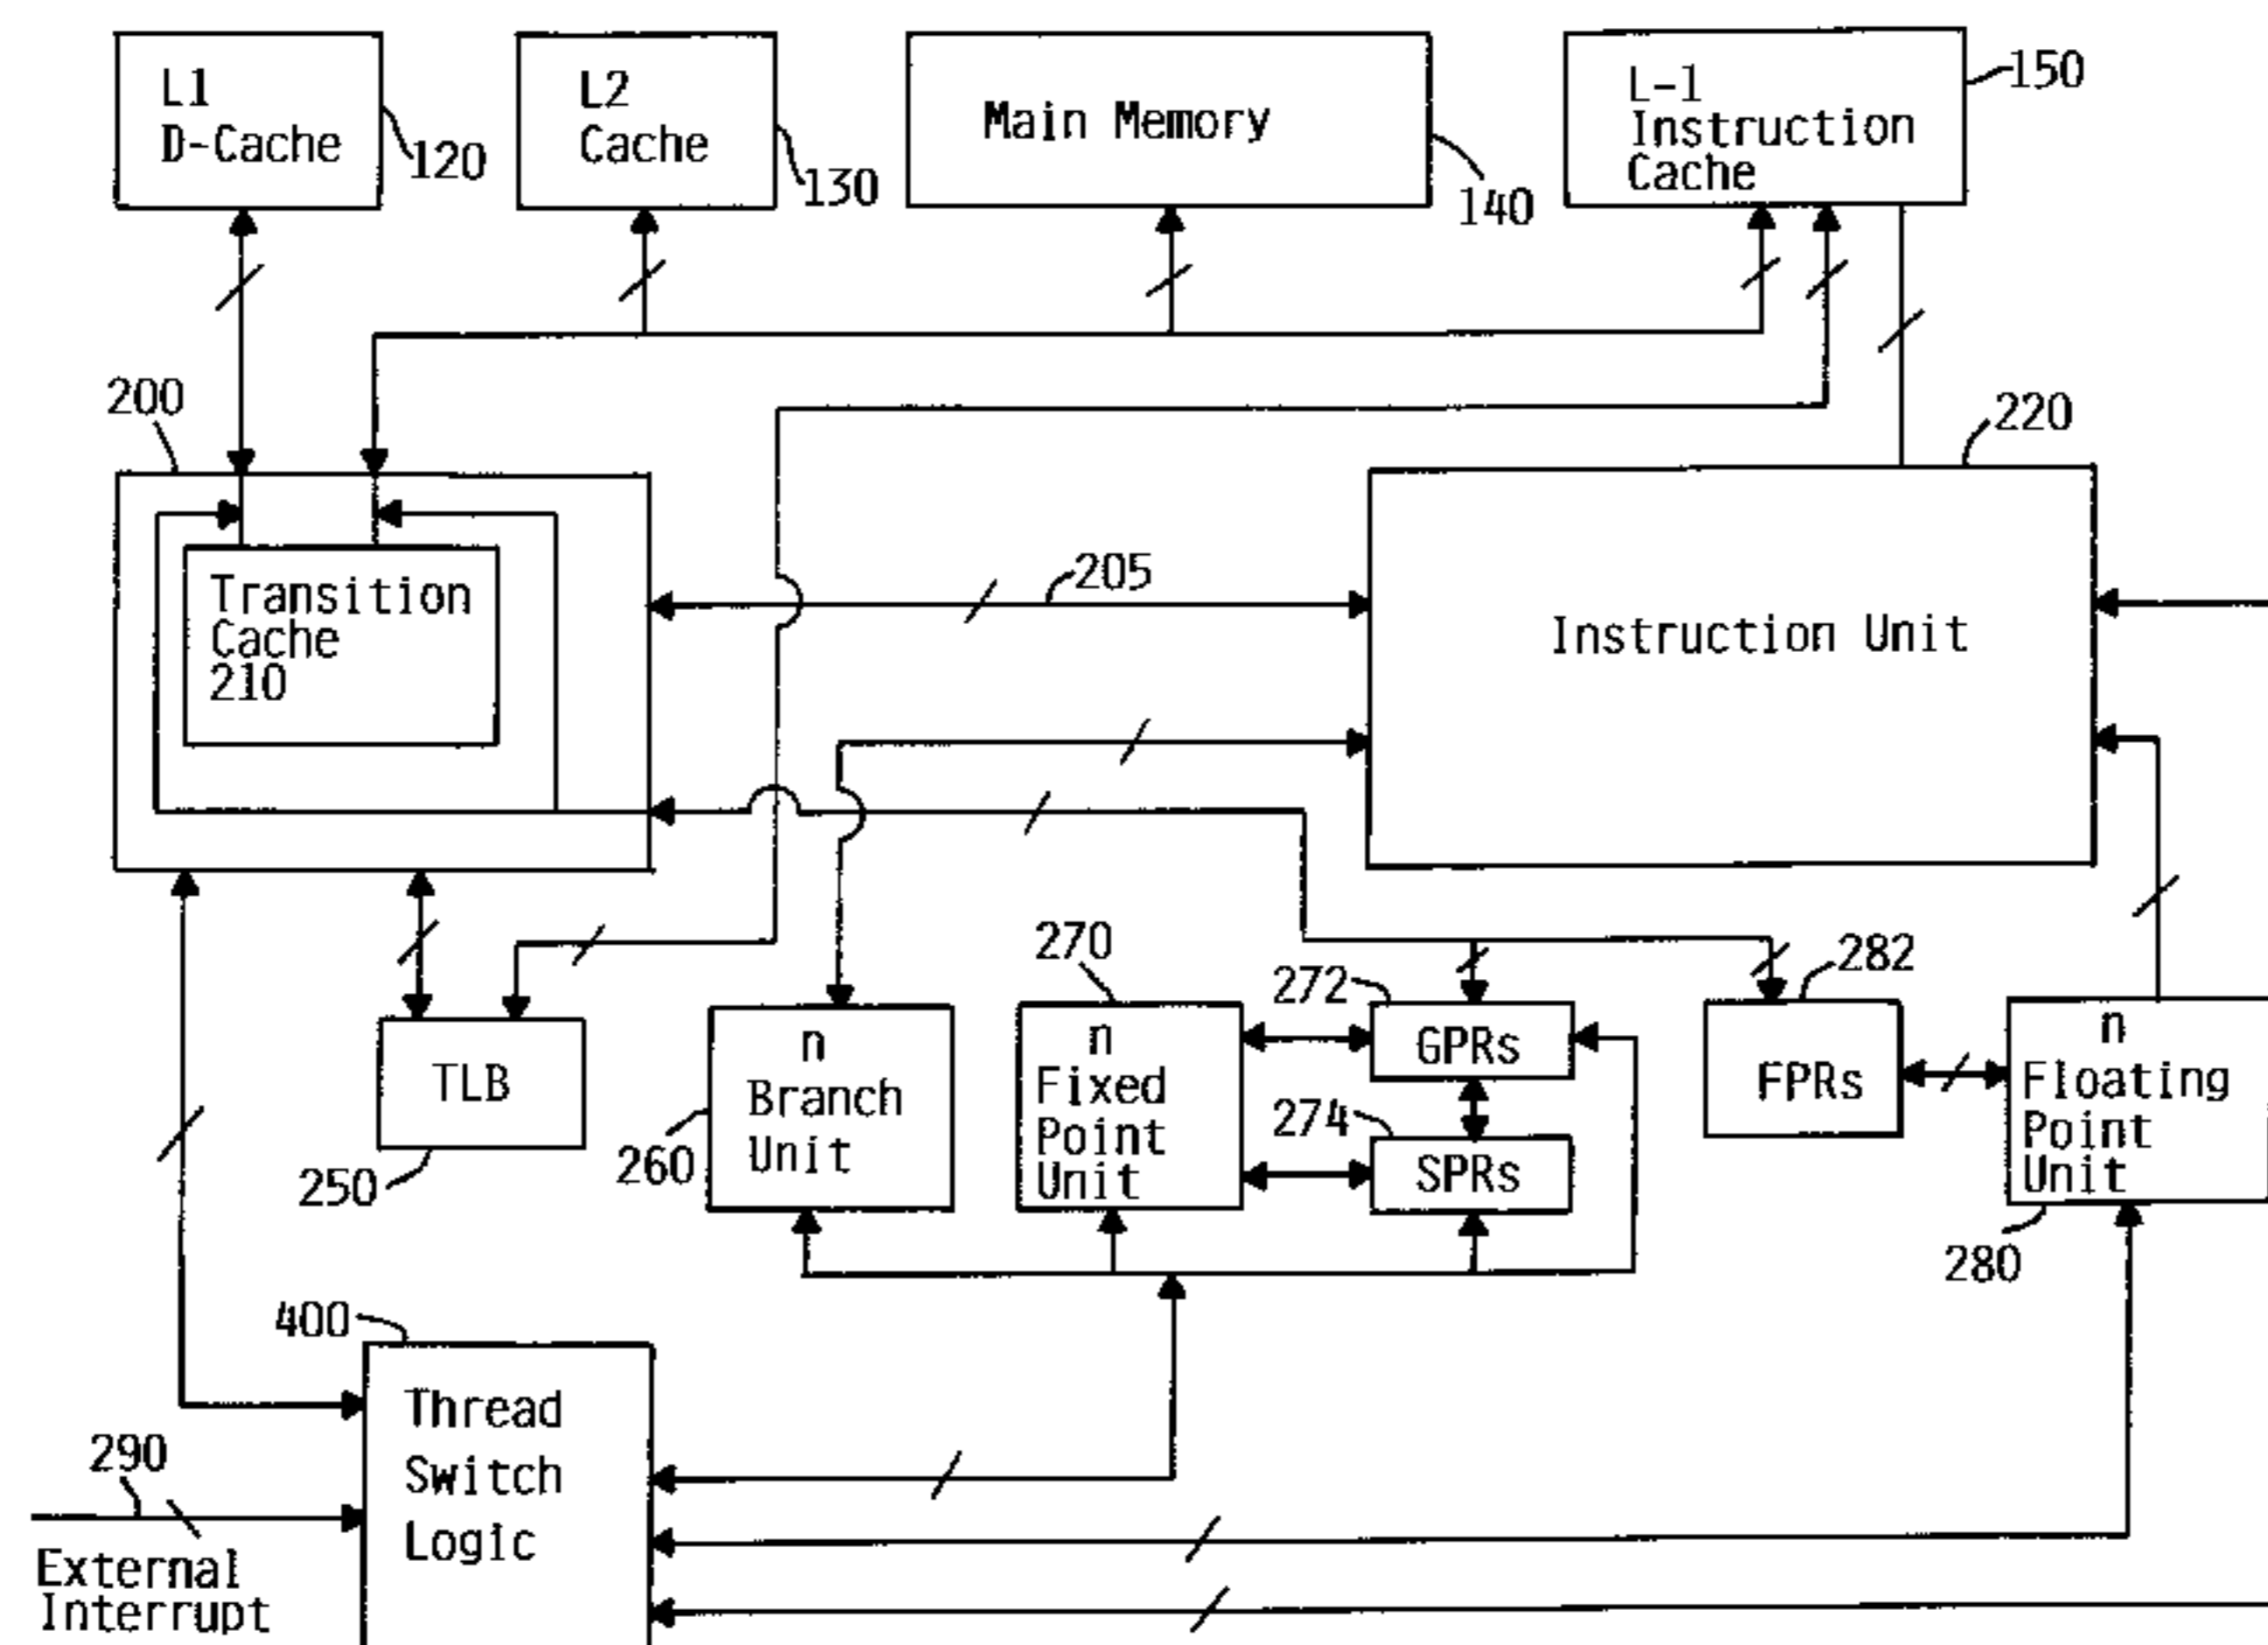 L1
D-Cache
120
L2
Cache
130
Main Memory
140
L-1
Instruction
Cache
150
200
220
Transition
Cache
210
205
Instruction Unit
270
272
282
n
Branch
Unit
260
TLB
250
n
Fixed
Point
Unit
GPRs
274
SPRs
FPRs
n
Floating
Point
Unit
280
400
Thread
Switch
Logic
290
External
Interrupt